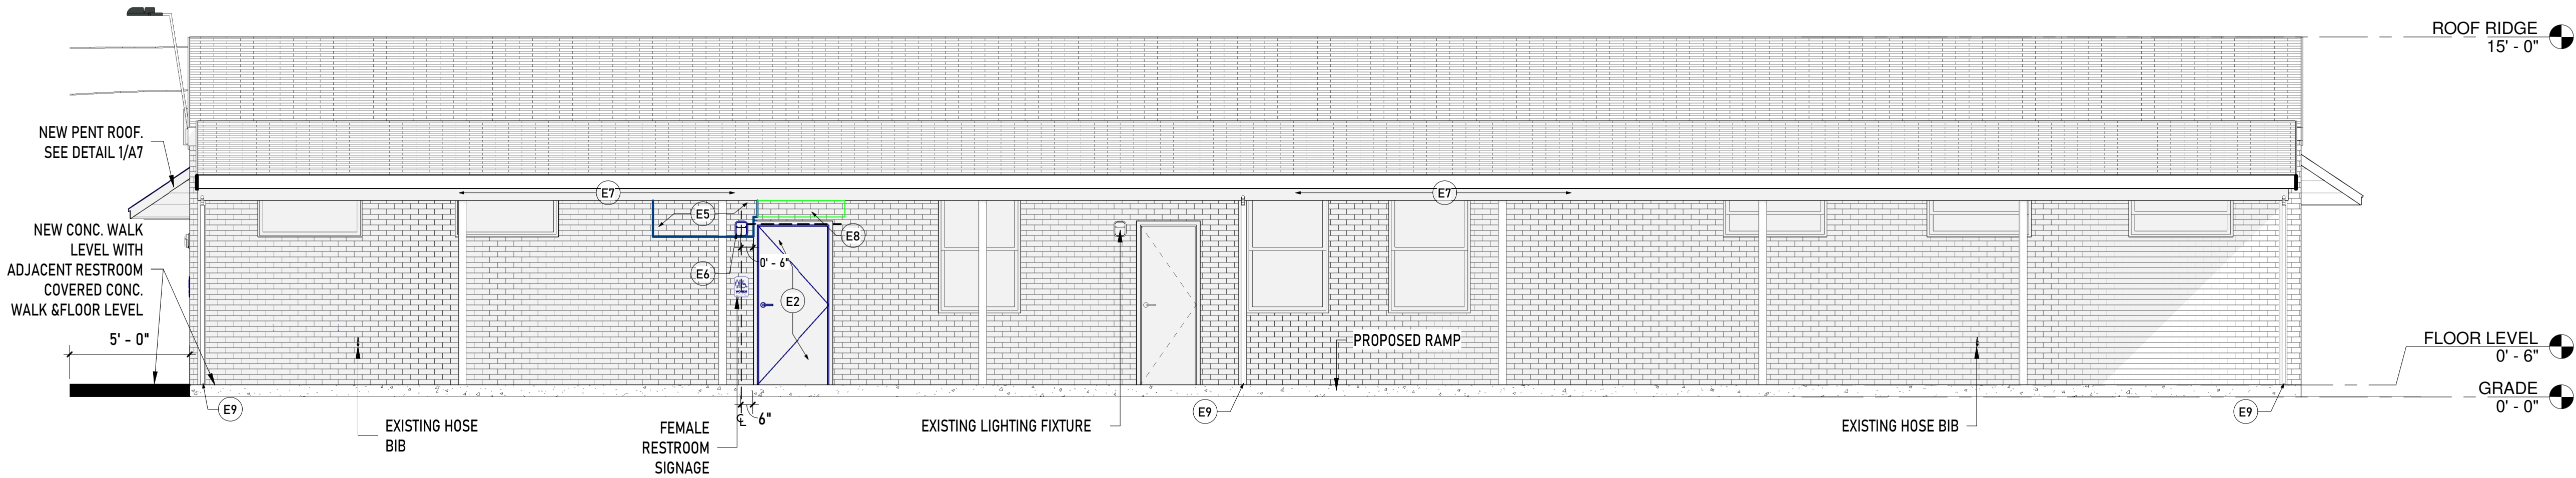 ROOF RIDGE
15' - 0"
NEW PENT ROOF.
SEE DETAIL 1/A7
E7
E7
E5
E8
NEW CONC. WALK
LEVEL WITH
ADJACENT RESTROOM
COVERED CONC.
WALK &FLOOR LEVEL
0' - 6"
E6
E2
5' - 0"
PROPOSED RAMP
FLOOR LEVEL
0' - 6"
GRADE
0' - 0"
E9
E9
E9
℄ 6"
EXISTING HOSE
BIB
FEMALE
RESTROOM
SIGNAGE
EXISTING LIGHTING FIXTURE
EXISTING HOSE BIB